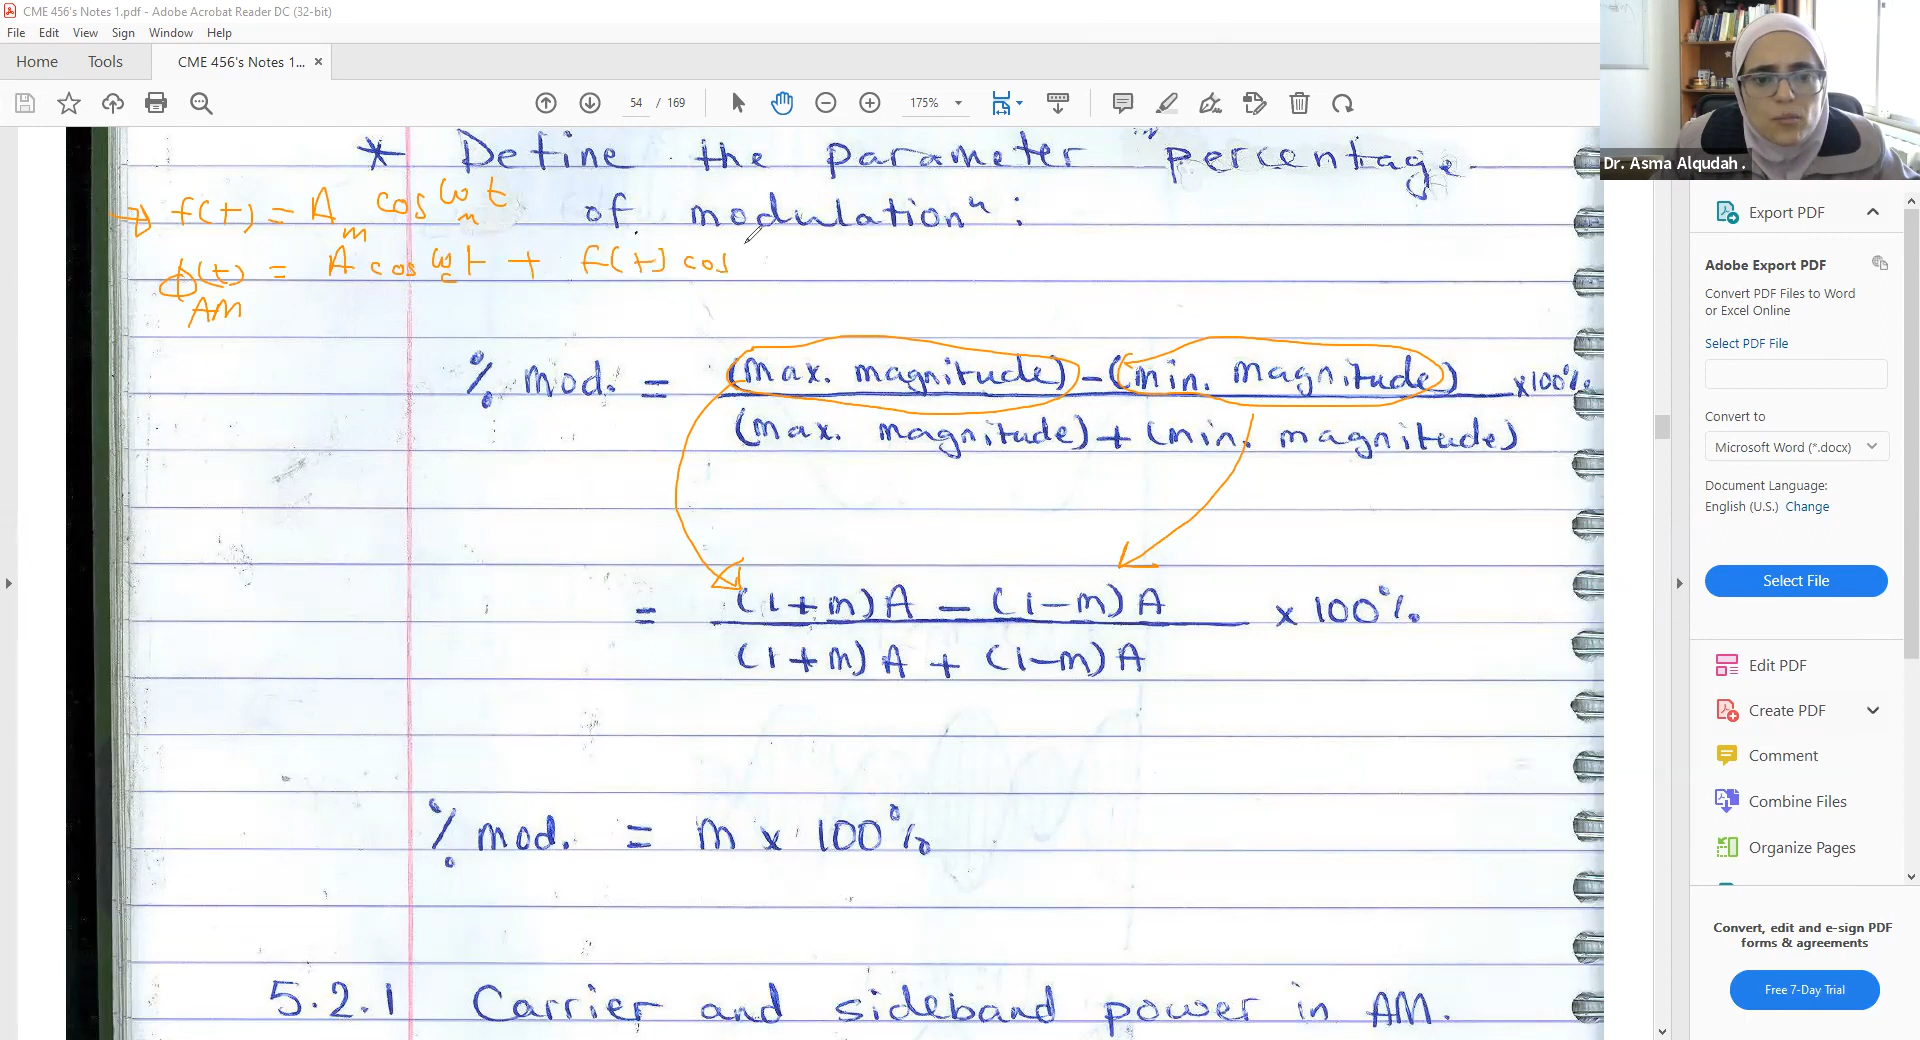 CME 456's Notes 1.pdf - Adobe Acrobat Reader DC (32-bit)
File Edit View Sign Window Help
Home Tools CME 456's Notes 1... ×
54 / 169 175%
Dr. Asma Alqudah .
* Define the parameter "percentage
of modulation" :
f(t) = A_m cos ω_m t
ϕ_AM(t) = A cos ω_c t + f(t) cos
% mod. = (max. magnitude) - (min. magnitude) × 100%
(max. magnitude) + (min. magnitude)
= (1+m)A - (1-m)A × 100%
(1+m)A + (1-m)A
% mod. = m × 100%
5.2.1 Carrier and sideband power in AM.
Export PDF
Adobe Export PDF
Convert PDF Files to Word
or Excel Online
Select PDF File
Convert to
Microsoft Word (*.docx)
Document Language:
English (U.S.) Change
Select File
Edit PDF
Create PDF
Comment
Combine Files
Organize Pages
Convert, edit and e-sign PDF
forms & agreements
Free 7-Day Trial